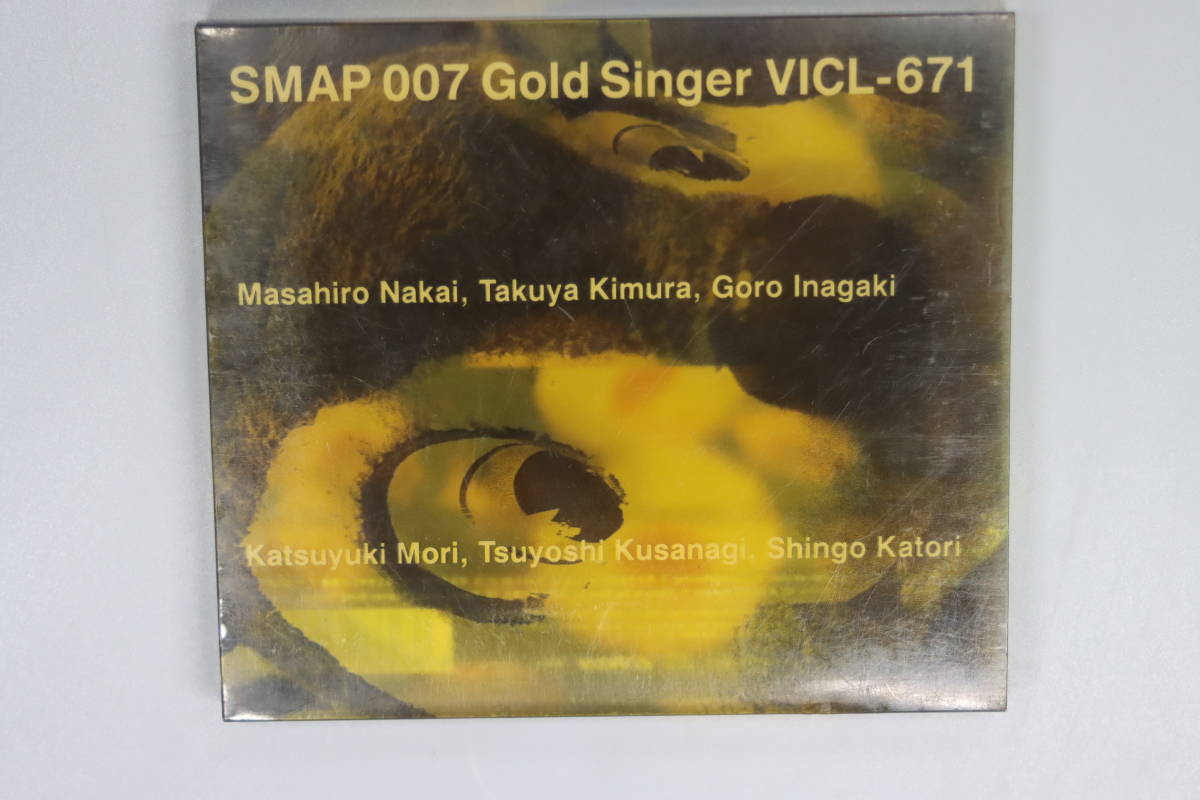 SMAP 007 Gold Singer VICL-671
Masahiro Nakai, Takuya Kimura, Goro Inagaki
Katsuyuki Mori, Tsuyoshi Kusanagi, Shingo Katori